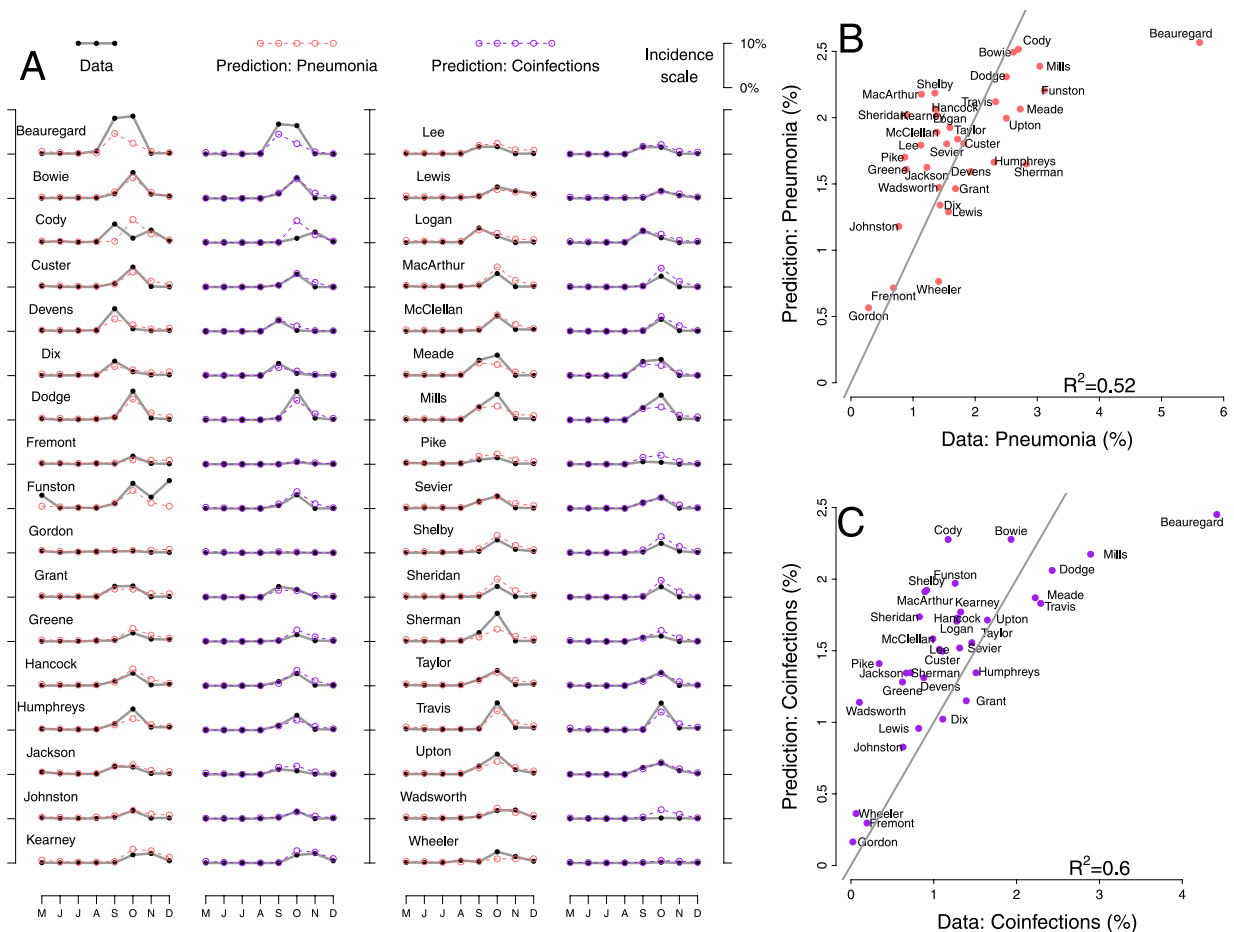 A
Data
Prediction: Pneumonia
Prediction: Coinfections
Incidence
scale
10%
0%
Beauregard
Bowie
Cody
Custer
Devens
Dix
Dodge
Fremont
Funston
Gordon
Grant
Greene
Hancock
Humphreys
Jackson
Johnston
Kearney
M J J A S O N D
M J J A S O N D
Lee
Lewis
Logan
MacArthur
McClellan
Meade
Mills
Pike
Sevier
Shelby
Sheridan
Sherman
Taylor
Travis
Upton
Wadsworth
Wheeler
M J J A S O N D
M J J A S O N D
B
Prediction: Pneumonia (%)
0 0.5 1 1.5 2 2.5
Beauregard
Cody
Bowie
Mills
Dodge
Funston
Shelby
MacArthur
Travis
Meade
Hancock
Sheridan
Kearney
Logan
Upton
McClellan
Taylor
Lee
Sevier
Custer
Pike
Humphreys
Sherman
Greene
Jackson
Devens
Wadsworth
Grant
Dix
Lewis
Johnston
Wheeler
Fremont
Gordon
R²=0.52
0 1 2 3 4 5 6
Data: Pneumonia (%)
C
Prediction: Coinfections (%)
0 0.5 1 1.5 2 2.5
Beauregard
Cody
Bowie
Mills
Dodge
Funston
Shelby
MacArthur
Kearney
Meade
Travis
Sheridan
Hancock
Upton
Logan
Taylor
McClellan
Lee
Sevier
Custer
Pike
Jackson
Sherman
Humphreys
Devens
Greene
Wadsworth
Grant
Dix
Lewis
Johnston
Wheeler
Fremont
Gordon
R²=0.6
0 1 2 3 4
Data: Coinfections (%)